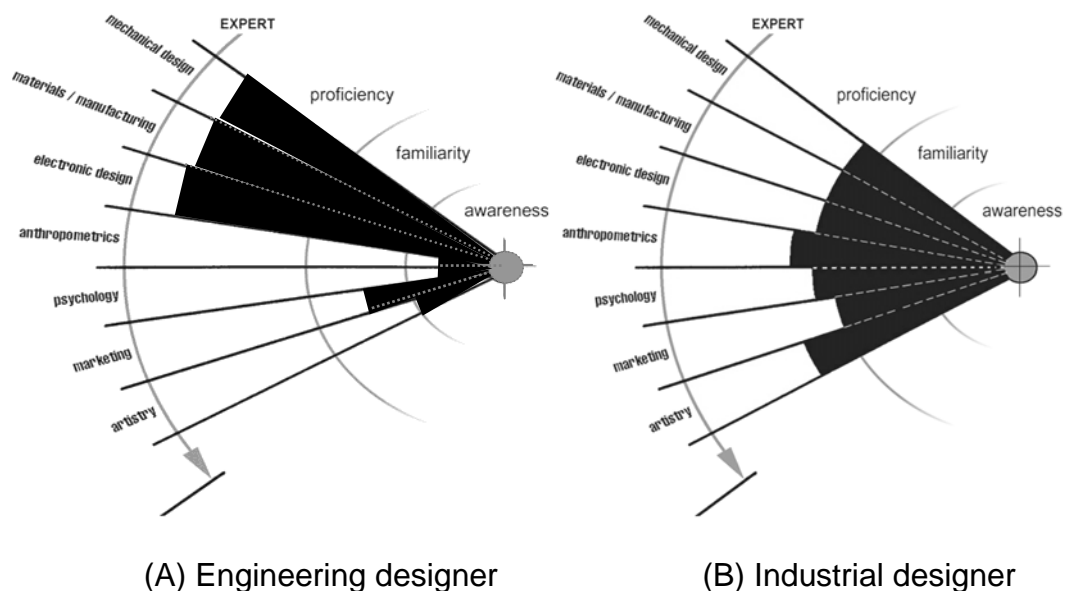 EXPERT
mechanical design
materials / manufacturing
electronic design
anthropometrics
psychology
marketing
artistry
proficiency
familiarity
awareness
(A) Engineering designer
EXPERT
mechanical design
materials / manufacturing
electronic design
anthropometrics
psychology
marketing
artistry
proficiency
familiarity
awareness
(B) Industrial designer